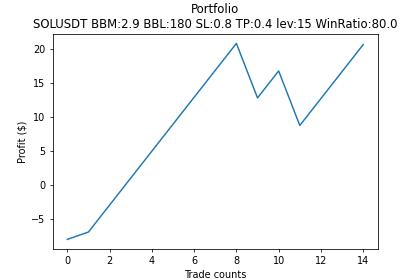 Portfolio
SOLUSDT BBM:2.9 BBL:180 SL:0.8 TP:0.4 lev:15 WinRatio:80.0
20
15
10
5
0
−5
Profit ($)
0 2 4 6 8 10 12 14
Trade counts